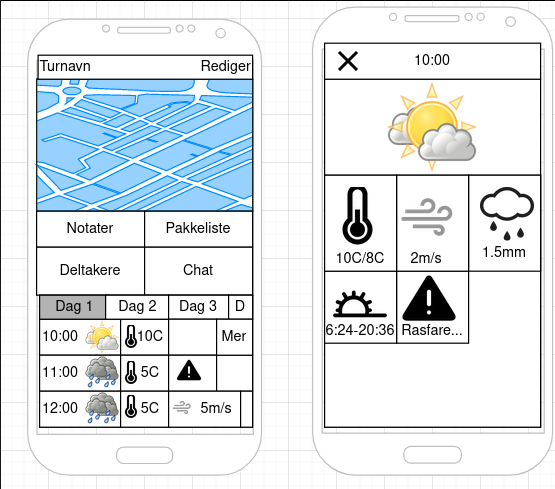 Turnavn Rediger
Notater Pakkeliste
Deltakere Chat
Dag 1 Dag 2 Dag 3 D
10:00 10C Mer
11:00 5C
12:00 5C 5m/s
10:00
10C/8C 2m/s 1.5mm
6:24-20:36 Rasfare...